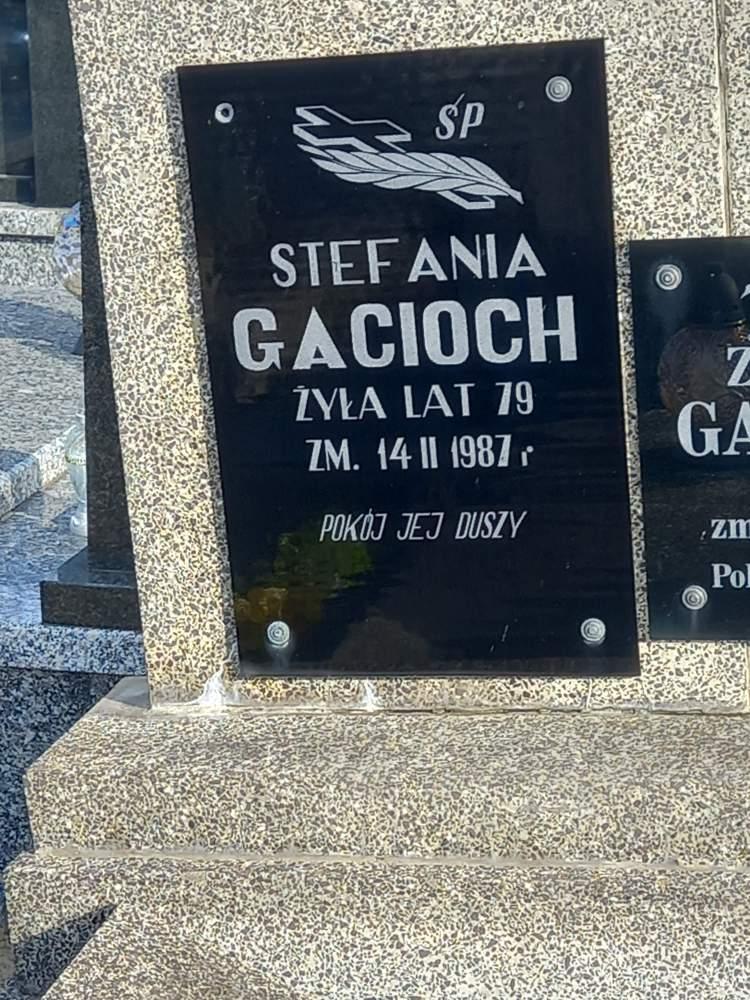 ŚP
STEFANIA
GACIOCH
ŻYŁA LAT 79
ZM. 14 II 1987 r
POKÓJ JEJ DUSZY